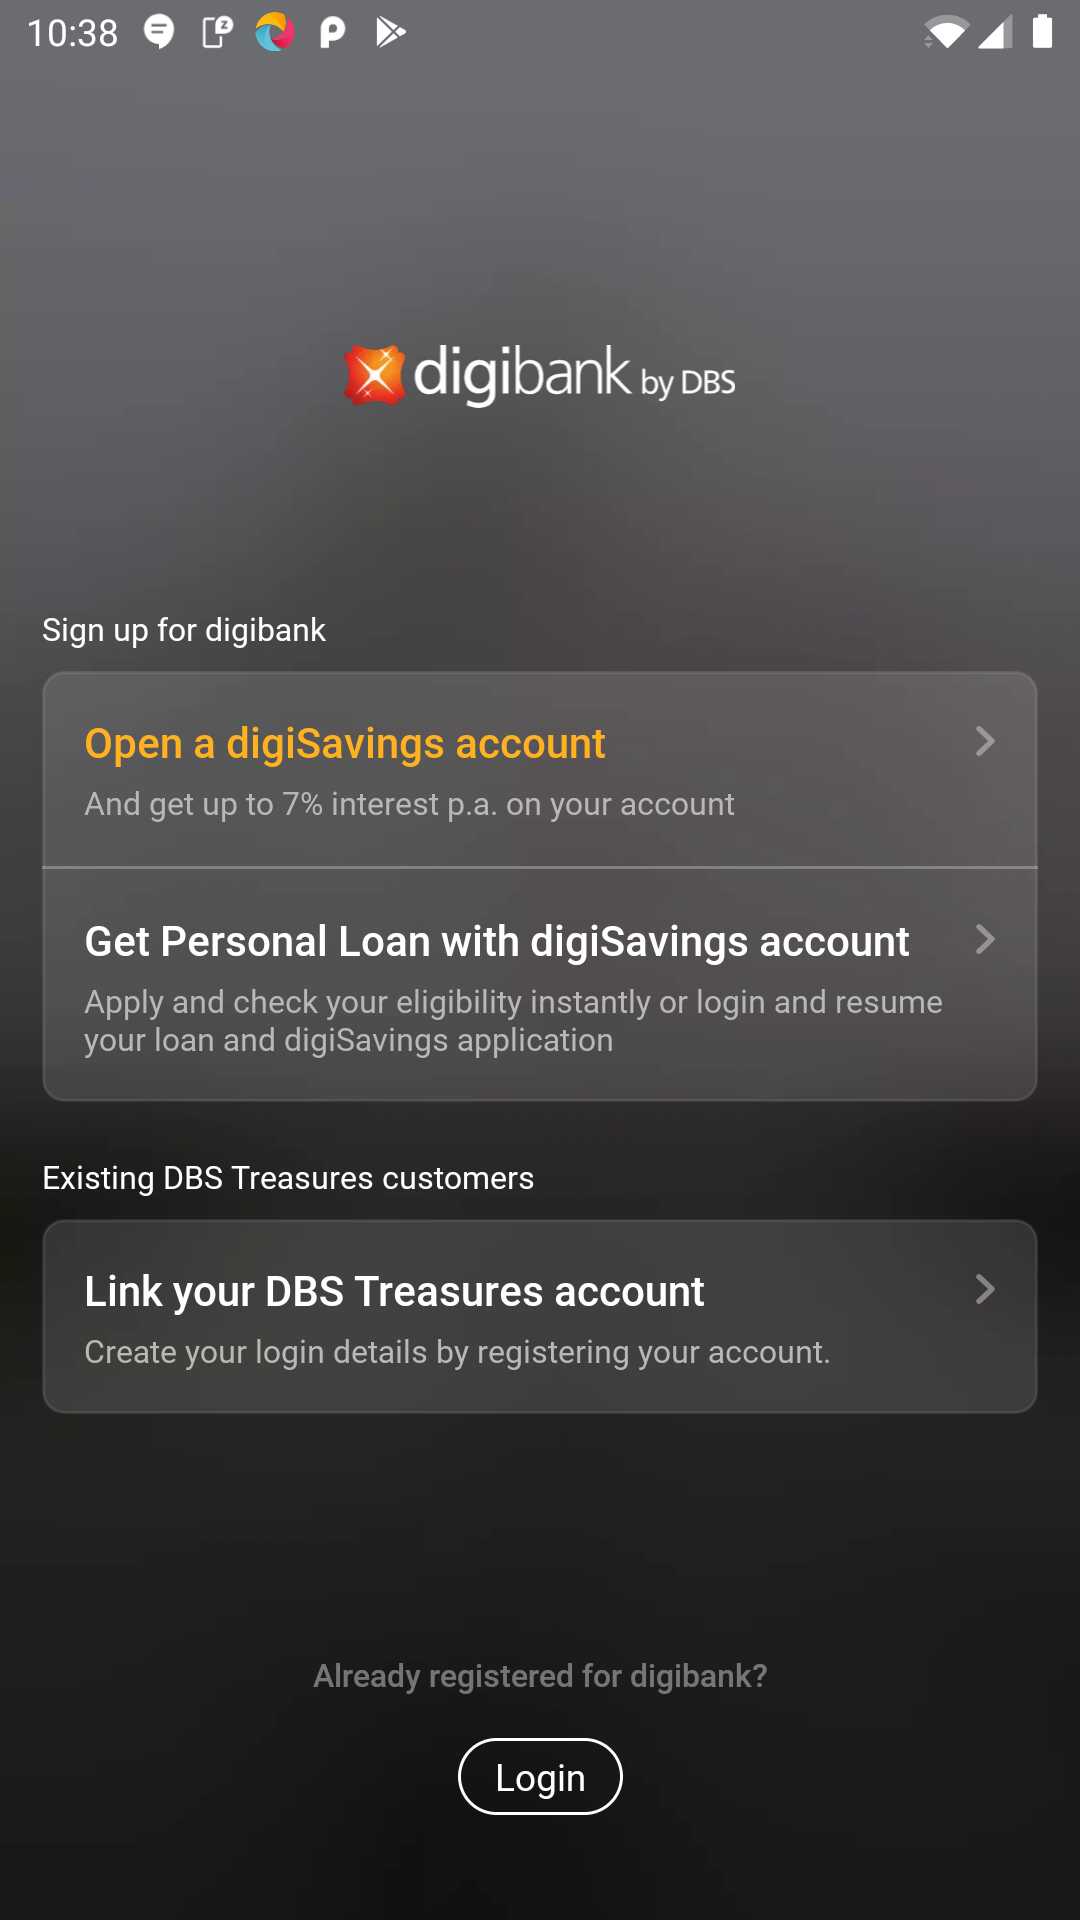 10:38
digibank by DBS
Sign up for digibank
Open a digiSavings account
And get up to 7% interest p.a. on your account
Get Personal Loan with digiSavings account
Apply and check your eligibility instantly or login and resume
your loan and digiSavings application
Existing DBS Treasures customers
Link your DBS Treasures account
Create your login details by registering your account.
Already registered for digibank?
Login